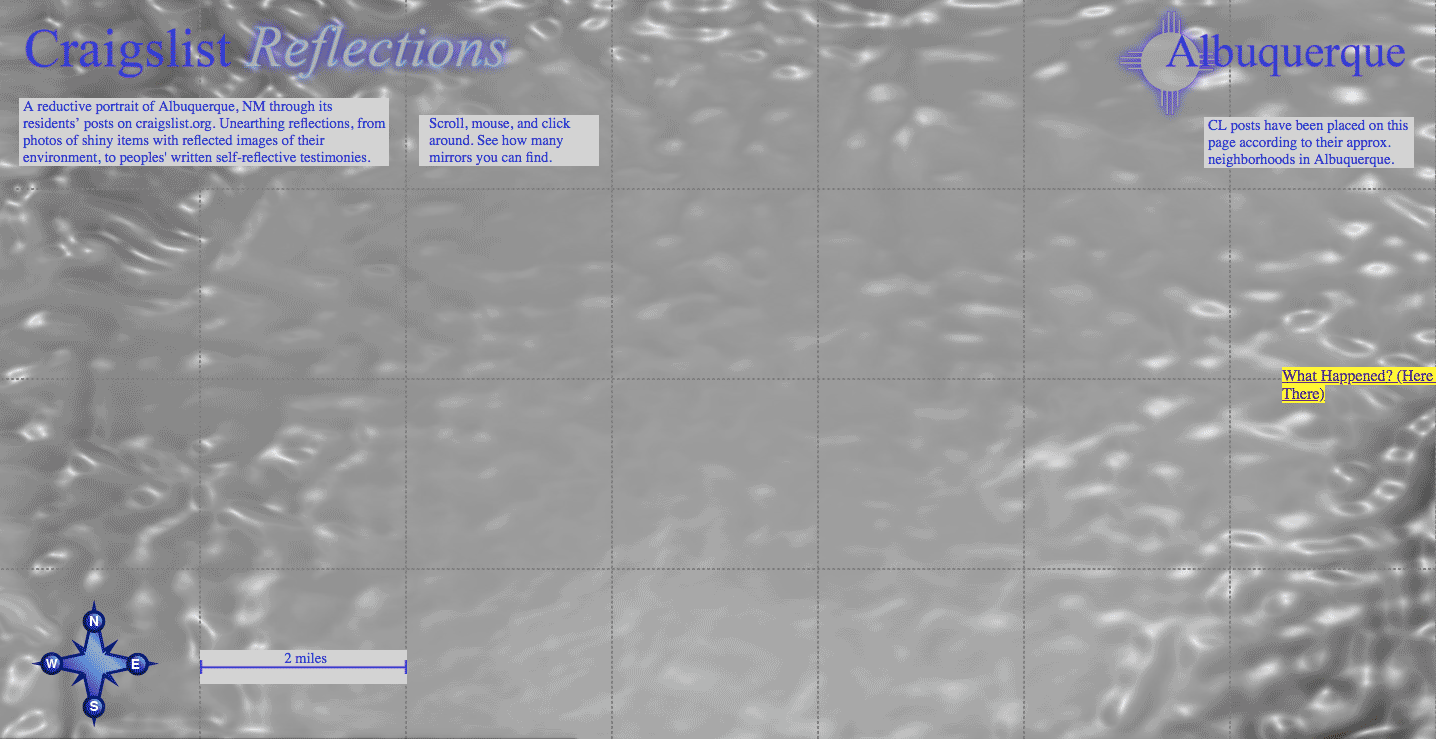 Craigslist Reflections
Albuquerque
A reductive portrait of Albuquerque, NM through its
residents’ posts on craigslist.org. Unearthing reflections, from
photos of shiny items with reflected images of their
environment, to peoples' written self-reflective testimonies.
Scroll, mouse, and click
around. See how many
mirrors you can find.
CL posts have been placed on this
page according to their approx.
neighborhoods in Albuquerque.
What Happened? (Here
There)
N
W
E
S
2 miles